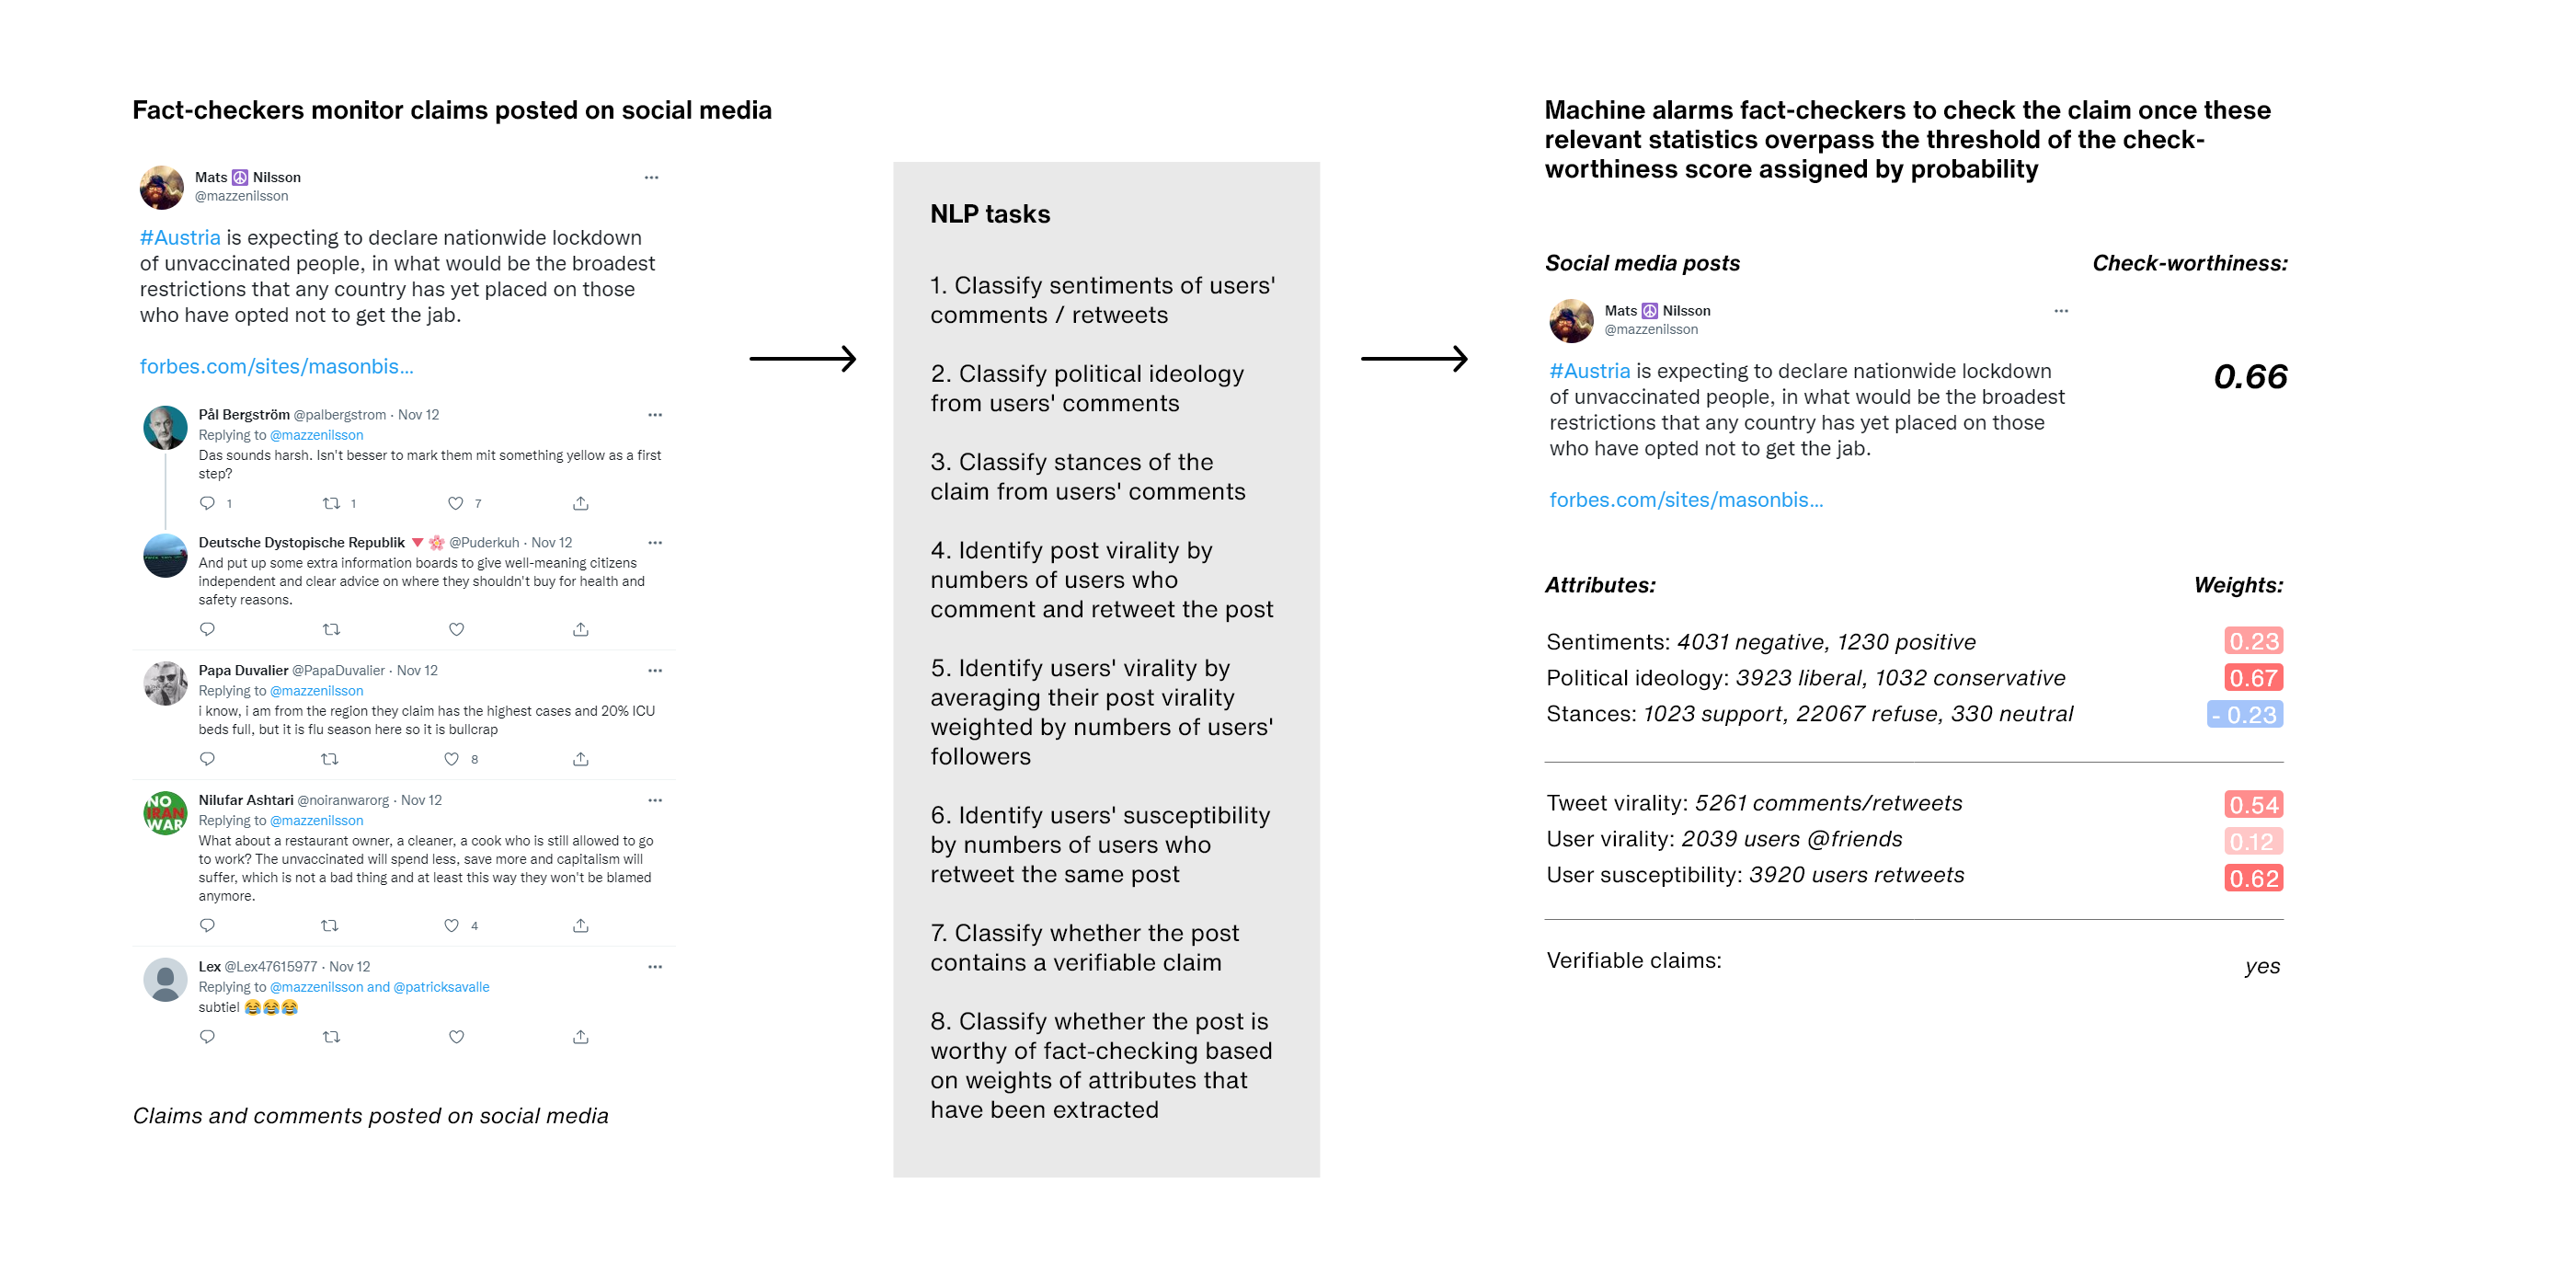 Fact-checkers monitor claims posted on social media
Mats ☮ Nilsson
@mazzenilsson
#Austria is expecting to declare nationwide lockdown
of unvaccinated people, in what would be the broadest
restrictions that any country has yet placed on those
who have opted not to get the jab.
forbes.com/sites/masonbis...
Pål Bergström @palbergstrom · Nov 12
Replying to @mazzenilsson
Das sounds harsh. Isn't besser to mark them mit something yellow as a first
step?
1 1 7
Deutsche Dystopische Republik 🔻 🌸 @Puderkuh · Nov 12
And put up some extra information boards to give well-meaning citizens
independent and clear advice on where they shouldn't buy for health and
safety reasons.
Papa Duvalier @PapaDuvalier · Nov 12
Replying to @mazzenilsson
i know, i am from the region they claim has the highest cases and 20% ICU
beds full, but it is flu season here so it is bullcrap
8
NO
IRAN
WAR
Nilufar Ashtari @noiranwarorg · Nov 12
Replying to @mazzenilsson
What about a restaurant owner, a cleaner, a cook who is still allowed to go
to work? The unvaccinated will spend less, save more and capitalism will
suffer, which is not a bad thing and at least this way they won't be blamed
anymore.
4
Lex @Lex47615977 · Nov 12
Replying to @mazzenilsson and @patricksavalle
subtiel 😂😂😂
Claims and comments posted on social media
NLP tasks
1. Classify sentiments of users'
comments / retweets
2. Classify political ideology
from users' comments
3. Classify stances of the
claim from users' comments
4. Identify post virality by
numbers of users who
comment and retweet the post
5. Identify users' virality by
averaging their post virality
weighted by numbers of users'
followers
6. Identify users' susceptibility
by numbers of users who
retweet the same post
7. Classify whether the post
contains a verifiable claim
8. Classify whether the post is
worthy of fact-checking based
on weights of attributes that
have been extracted
Machine alarms fact-checkers to check the claim once these
relevant statistics overpass the threshold of the check-
worthiness score assigned by probability
Social media posts Check-worthiness:
Mats ☮ Nilsson
@mazzenilsson
#Austria is expecting to declare nationwide lockdown
of unvaccinated people, in what would be the broadest
restrictions that any country has yet placed on those
who have opted not to get the jab.
forbes.com/sites/masonbis...
0.66
Attributes: Weights:
Sentiments: 4031 negative, 1230 positive 0.23
Political ideology: 3923 liberal, 1032 conservative 0.67
Stances: 1023 support, 22067 refuse, 330 neutral - 0.23
Tweet virality: 5261 comments/retweets 0.54
User virality: 2039 users @friends 0.12
User susceptibility: 3920 users retweets 0.62
Verifiable claims: yes